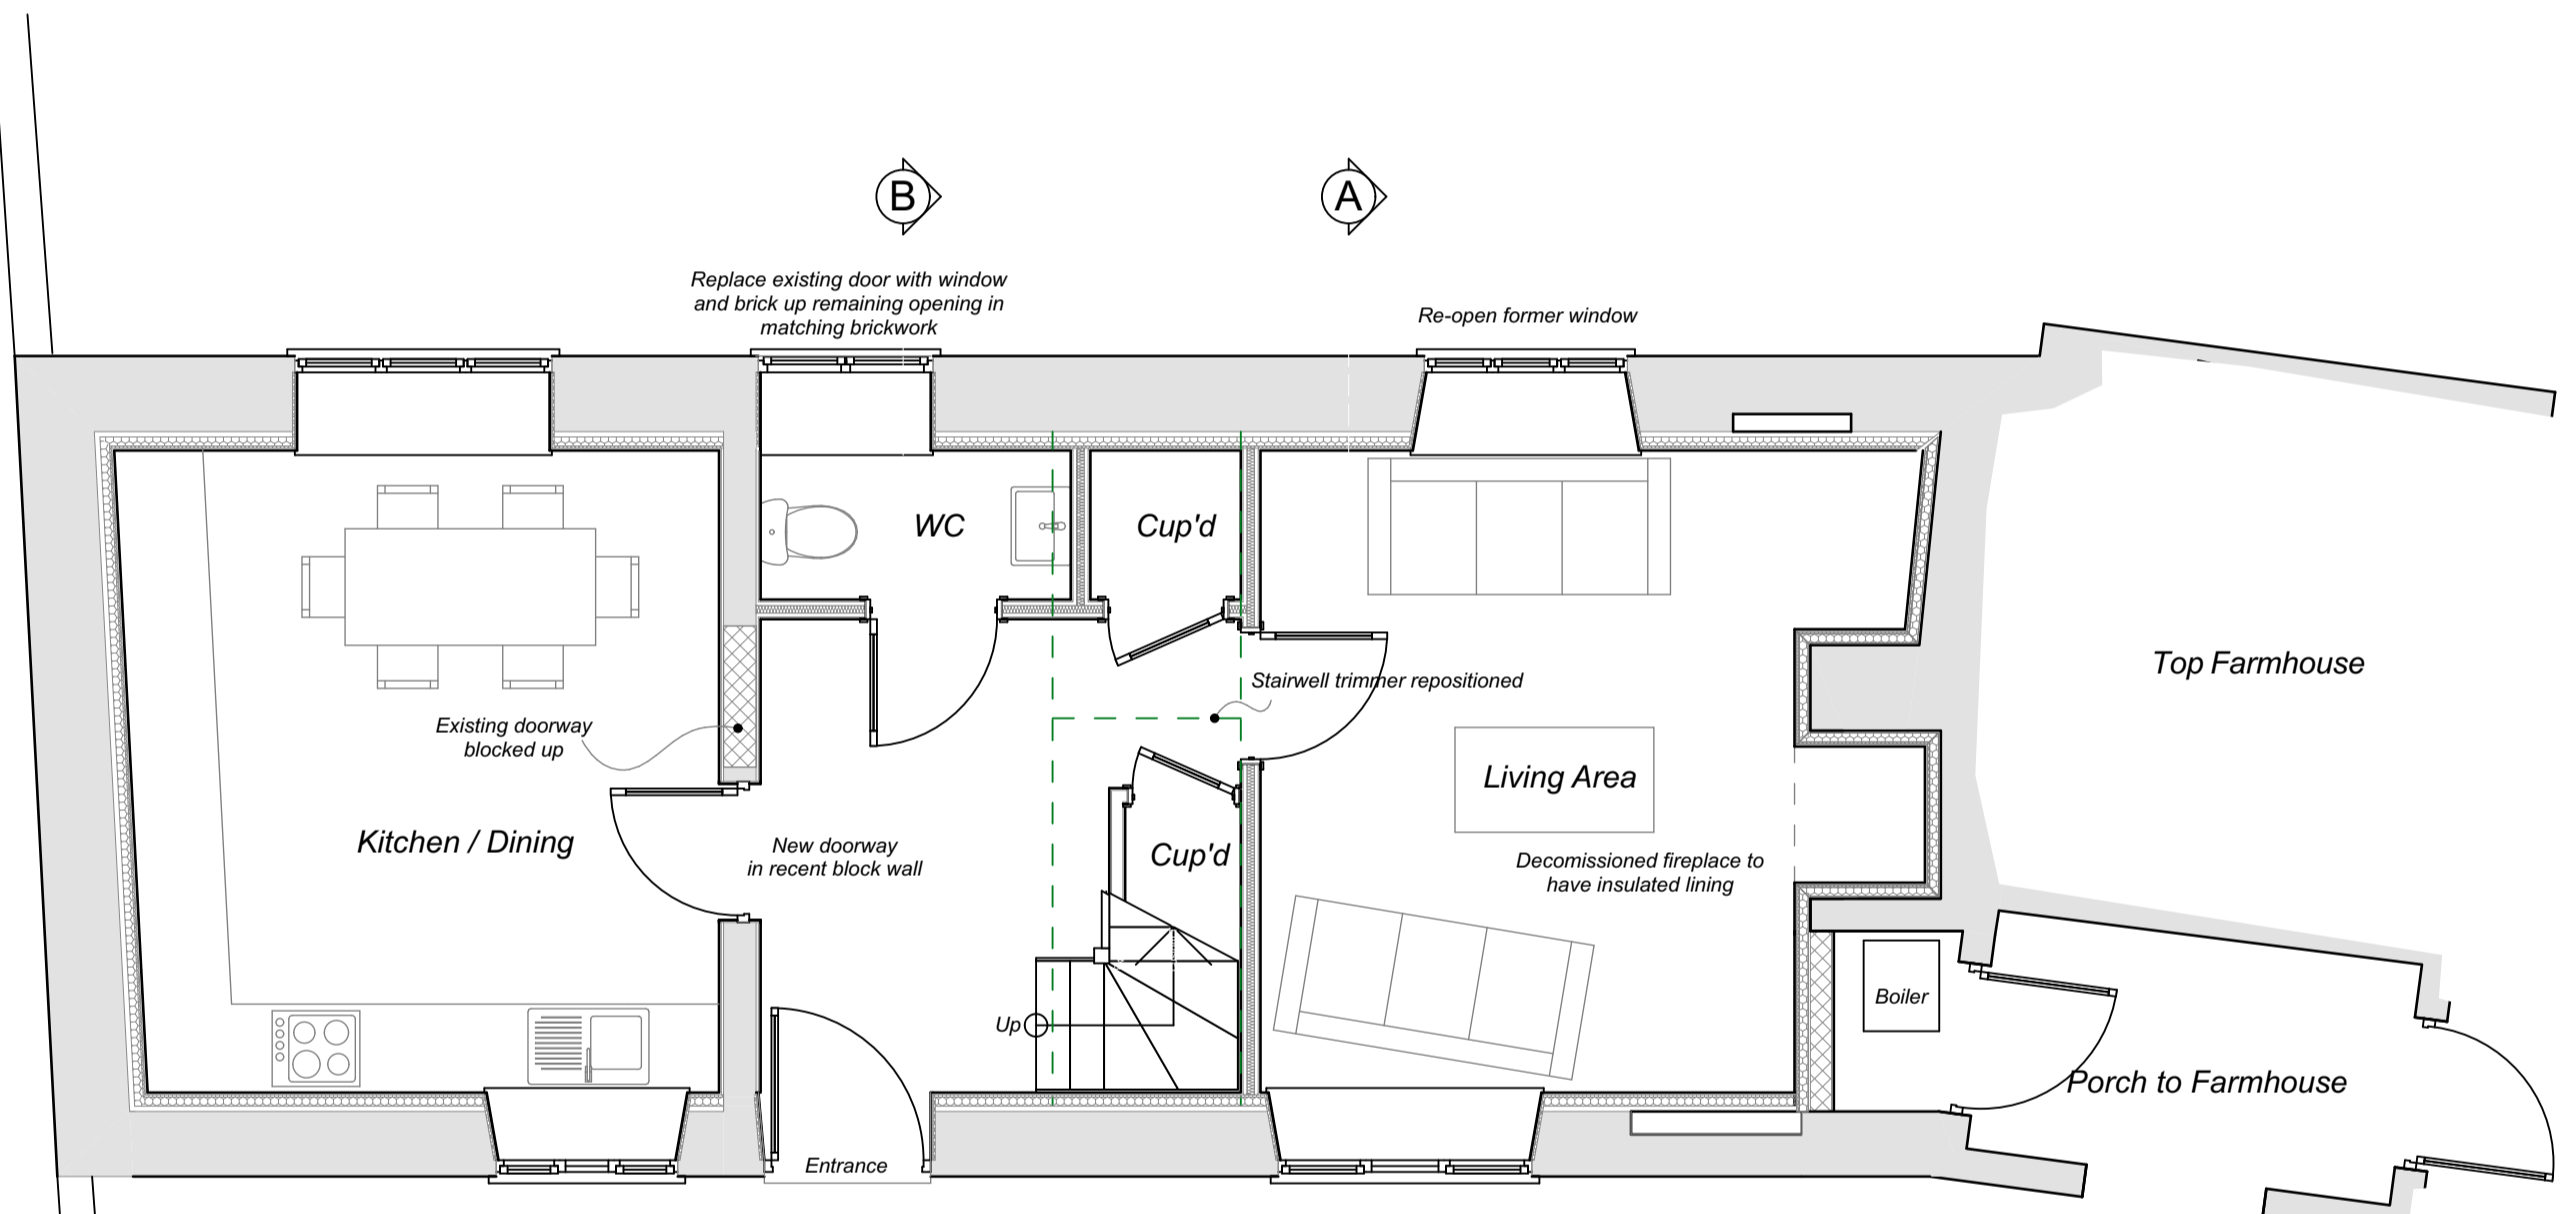 B
A
Replace existing door with window
and brick up remaining opening in
matching brickwork
Re-open former window
WC
Cup'd
Top Farmhouse
Stairwell trimmer repositioned
Existing doorway
blocked up
Living Area
Kitchen / Dining
New doorway
in recent block wall
Cup'd
Decomissioned fireplace to
have insulated lining
Boiler
Up
Porch to Farmhouse
Entrance